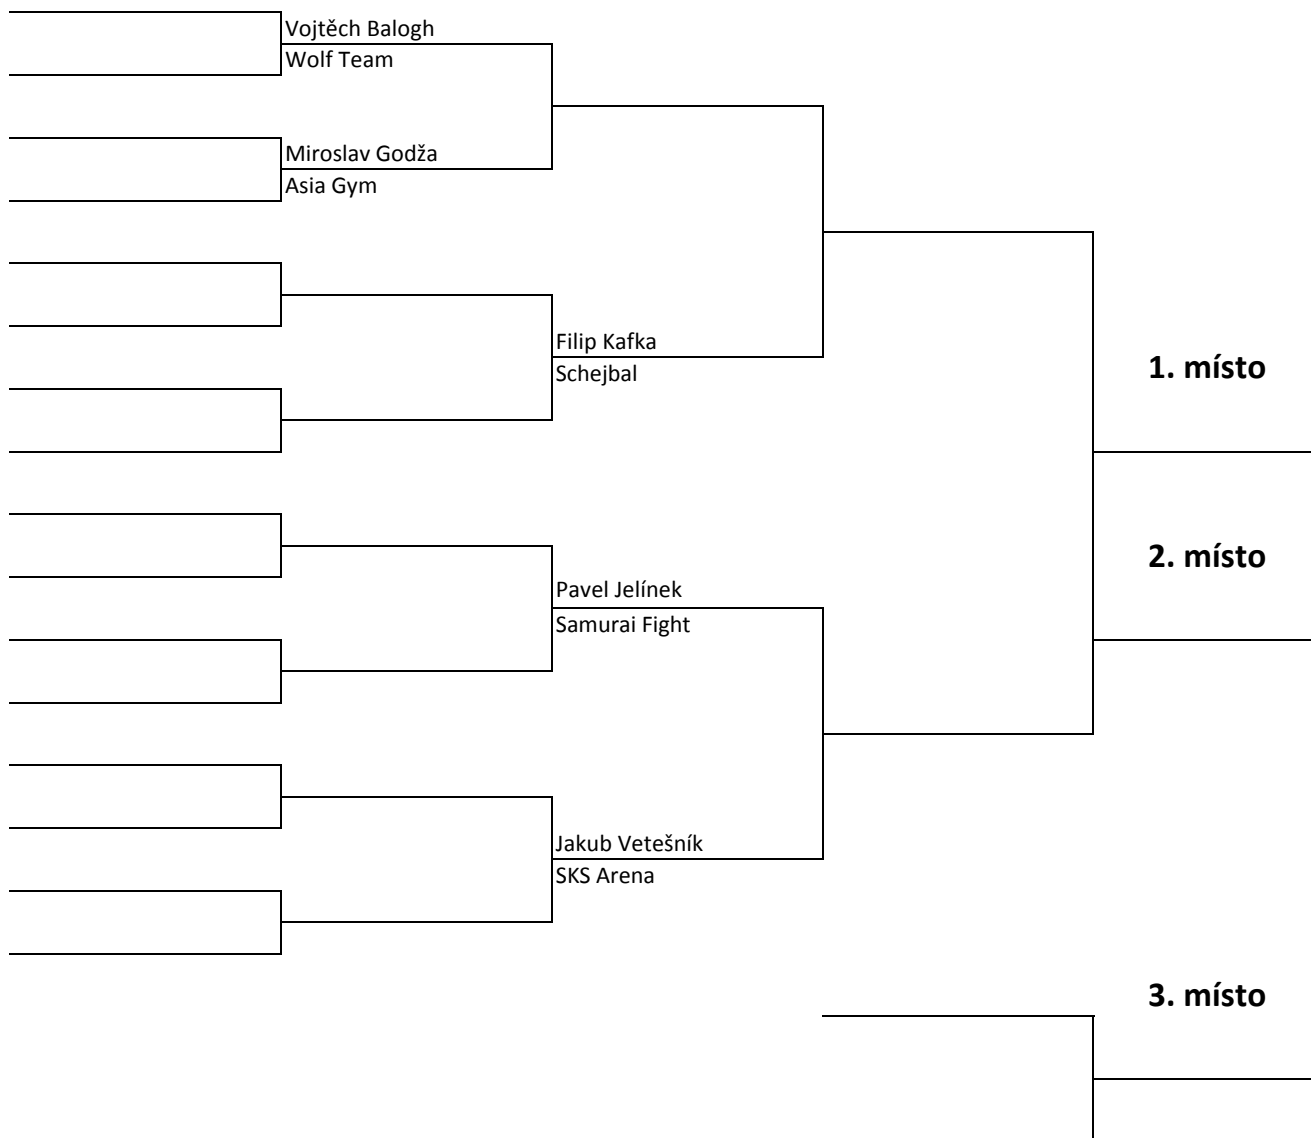 Vojtěch Balogh
Wolf Team
Miroslav Godža
Asia Gym
Filip Kafka
Schejbal
1. místo
2. místo
Pavel Jelínek
Samurai Fight
Jakub Vetešník
SKS Arena
3. místo